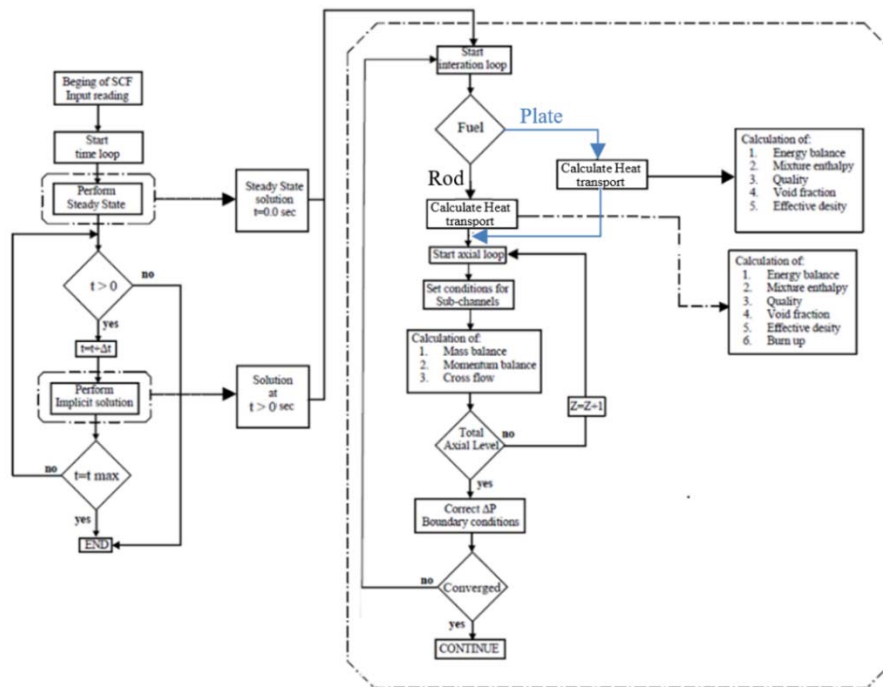 Beging of SCF
Input reading
Start
time loop
Perform
Steady State
Steady State
solution
t=0.0 sec
t > 0
no
yes
t=t+Δt
Perform
Implicit solution
Solution
at
t > 0 sec
t=t max
no
yes
END
Start
interation loop
Fuel
Plate
Rod
Calculate Heat
transport
Calculation of:
1. Energy balance
2. Mixture enthalpy
3. Quality
4. Void fraction
5. Effective desity
Calculate Heat
transport
Calculation of:
1. Energy balance
2. Mixture enthalpy
3. Quality
4. Void fraction
5. Effective desity
6. Burn up
Start axial loop
Set conditions for
Sub-channels
Calculation of:
1. Mass balance
2. Momentum balance
3. Cross flow
Z=Z+1
Total
Axial Level
no
yes
Correct ΔP
Boundary conditions
Converged
no
yes
CONTINUE